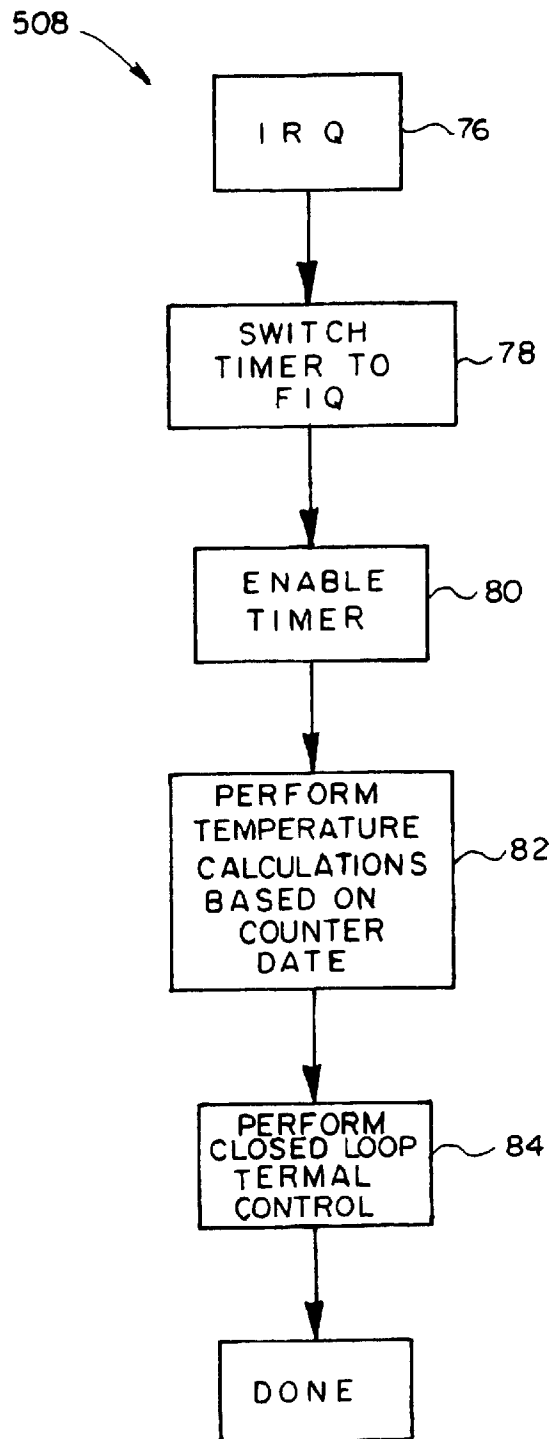 508
IRQ
76
SWITCH
TIMER TO
FIQ
78
ENABLE
TIMER
80
PERFORM
TEMPERATURE
CALCULATIONS
BASED ON
COUNTER
DATE
82
PERFORM
CLOSED LOOP
TERMAL
CONTROL
84
DONE